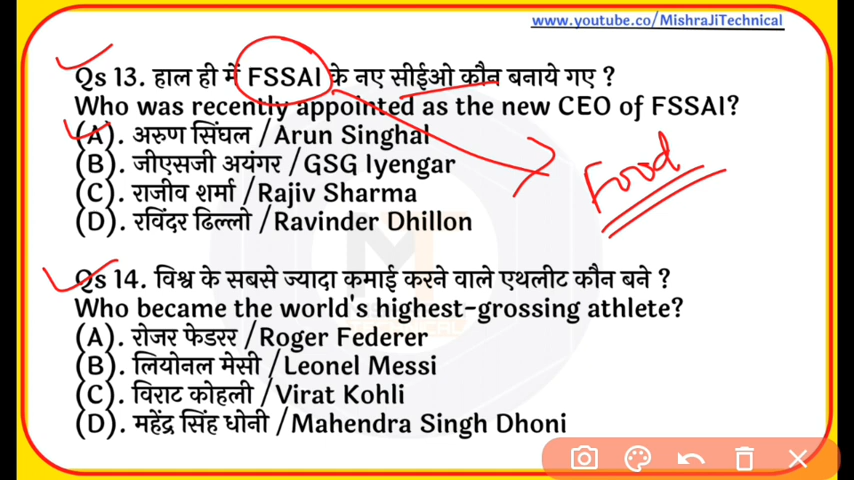 www.youtube.co/MishraJiTechnical
Qs 13. हाल ही में FSSAI के नए सीईओ कौन बनाये गए ?
Who was recently appointed as the new CEO of FSSAI?
(A). अरुण सिंघल / Arun Singhal
(B). जीएसजी अयंगर / GSG Iyengar
(C). राजीव शर्मा / Rajiv Sharma
(D). रविंदर ढिल्लो / Ravinder Dhillon
Food
Qs 14. विश्व के सबसे ज्यादा कमाई करने वाले एथलीट कौन बने ?
Who became the world's highest-grossing athlete?
(A). रोजर फेडरर / Roger Federer
(B). लियोनल मेसी / Leonel Messi
(C). विराट कोहली / Virat Kohli
(D). महेंद्र सिंह धोनी / Mahendra Singh Dhoni